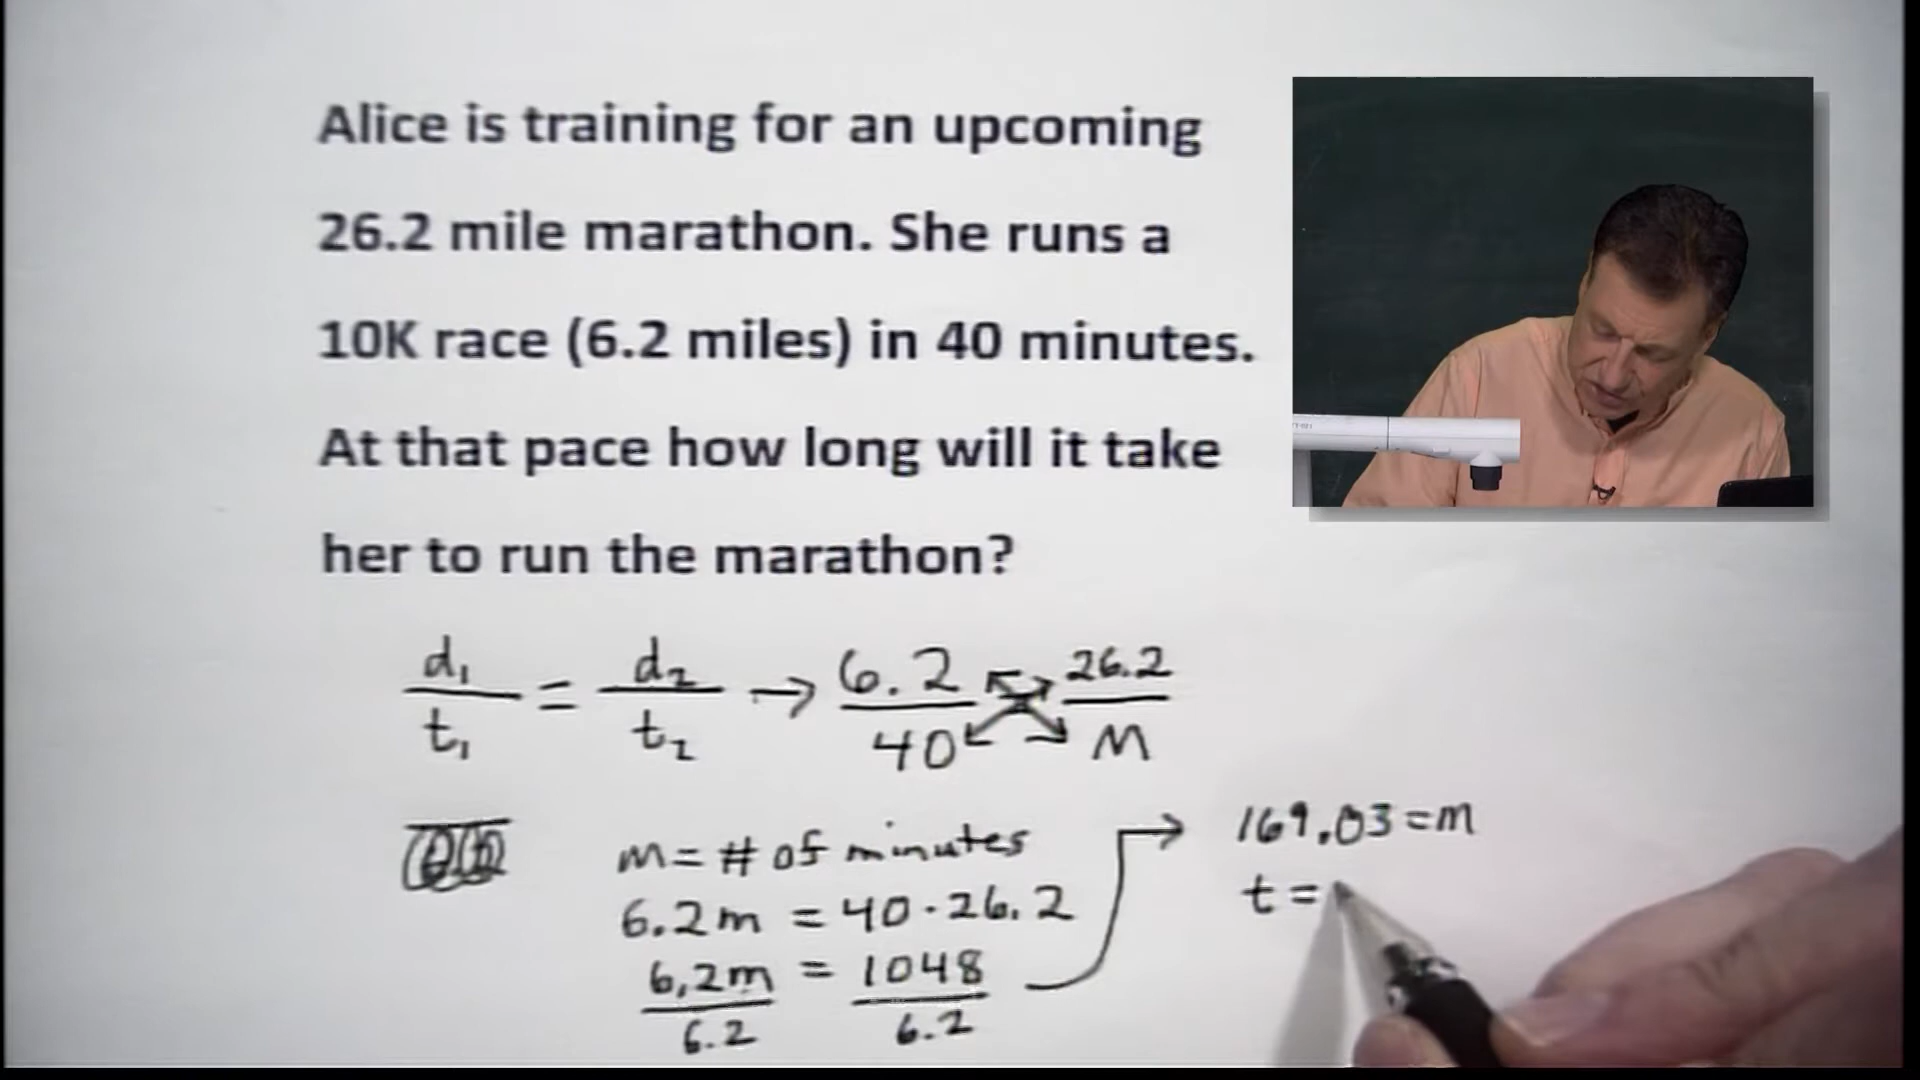 Alice is training for an upcoming
26.2 mile marathon. She runs a
10K race (6.2 miles) in 40 minutes.
At that pace how long will it take
her to run the marathon?
d₁/t₁ = d₂/t₂ → 6.2/40 26.2/M
m = # of minutes
6.2m = 40·26.2
6.2m/6.2 = 1048/6.2
→ 169.03 = m
t =